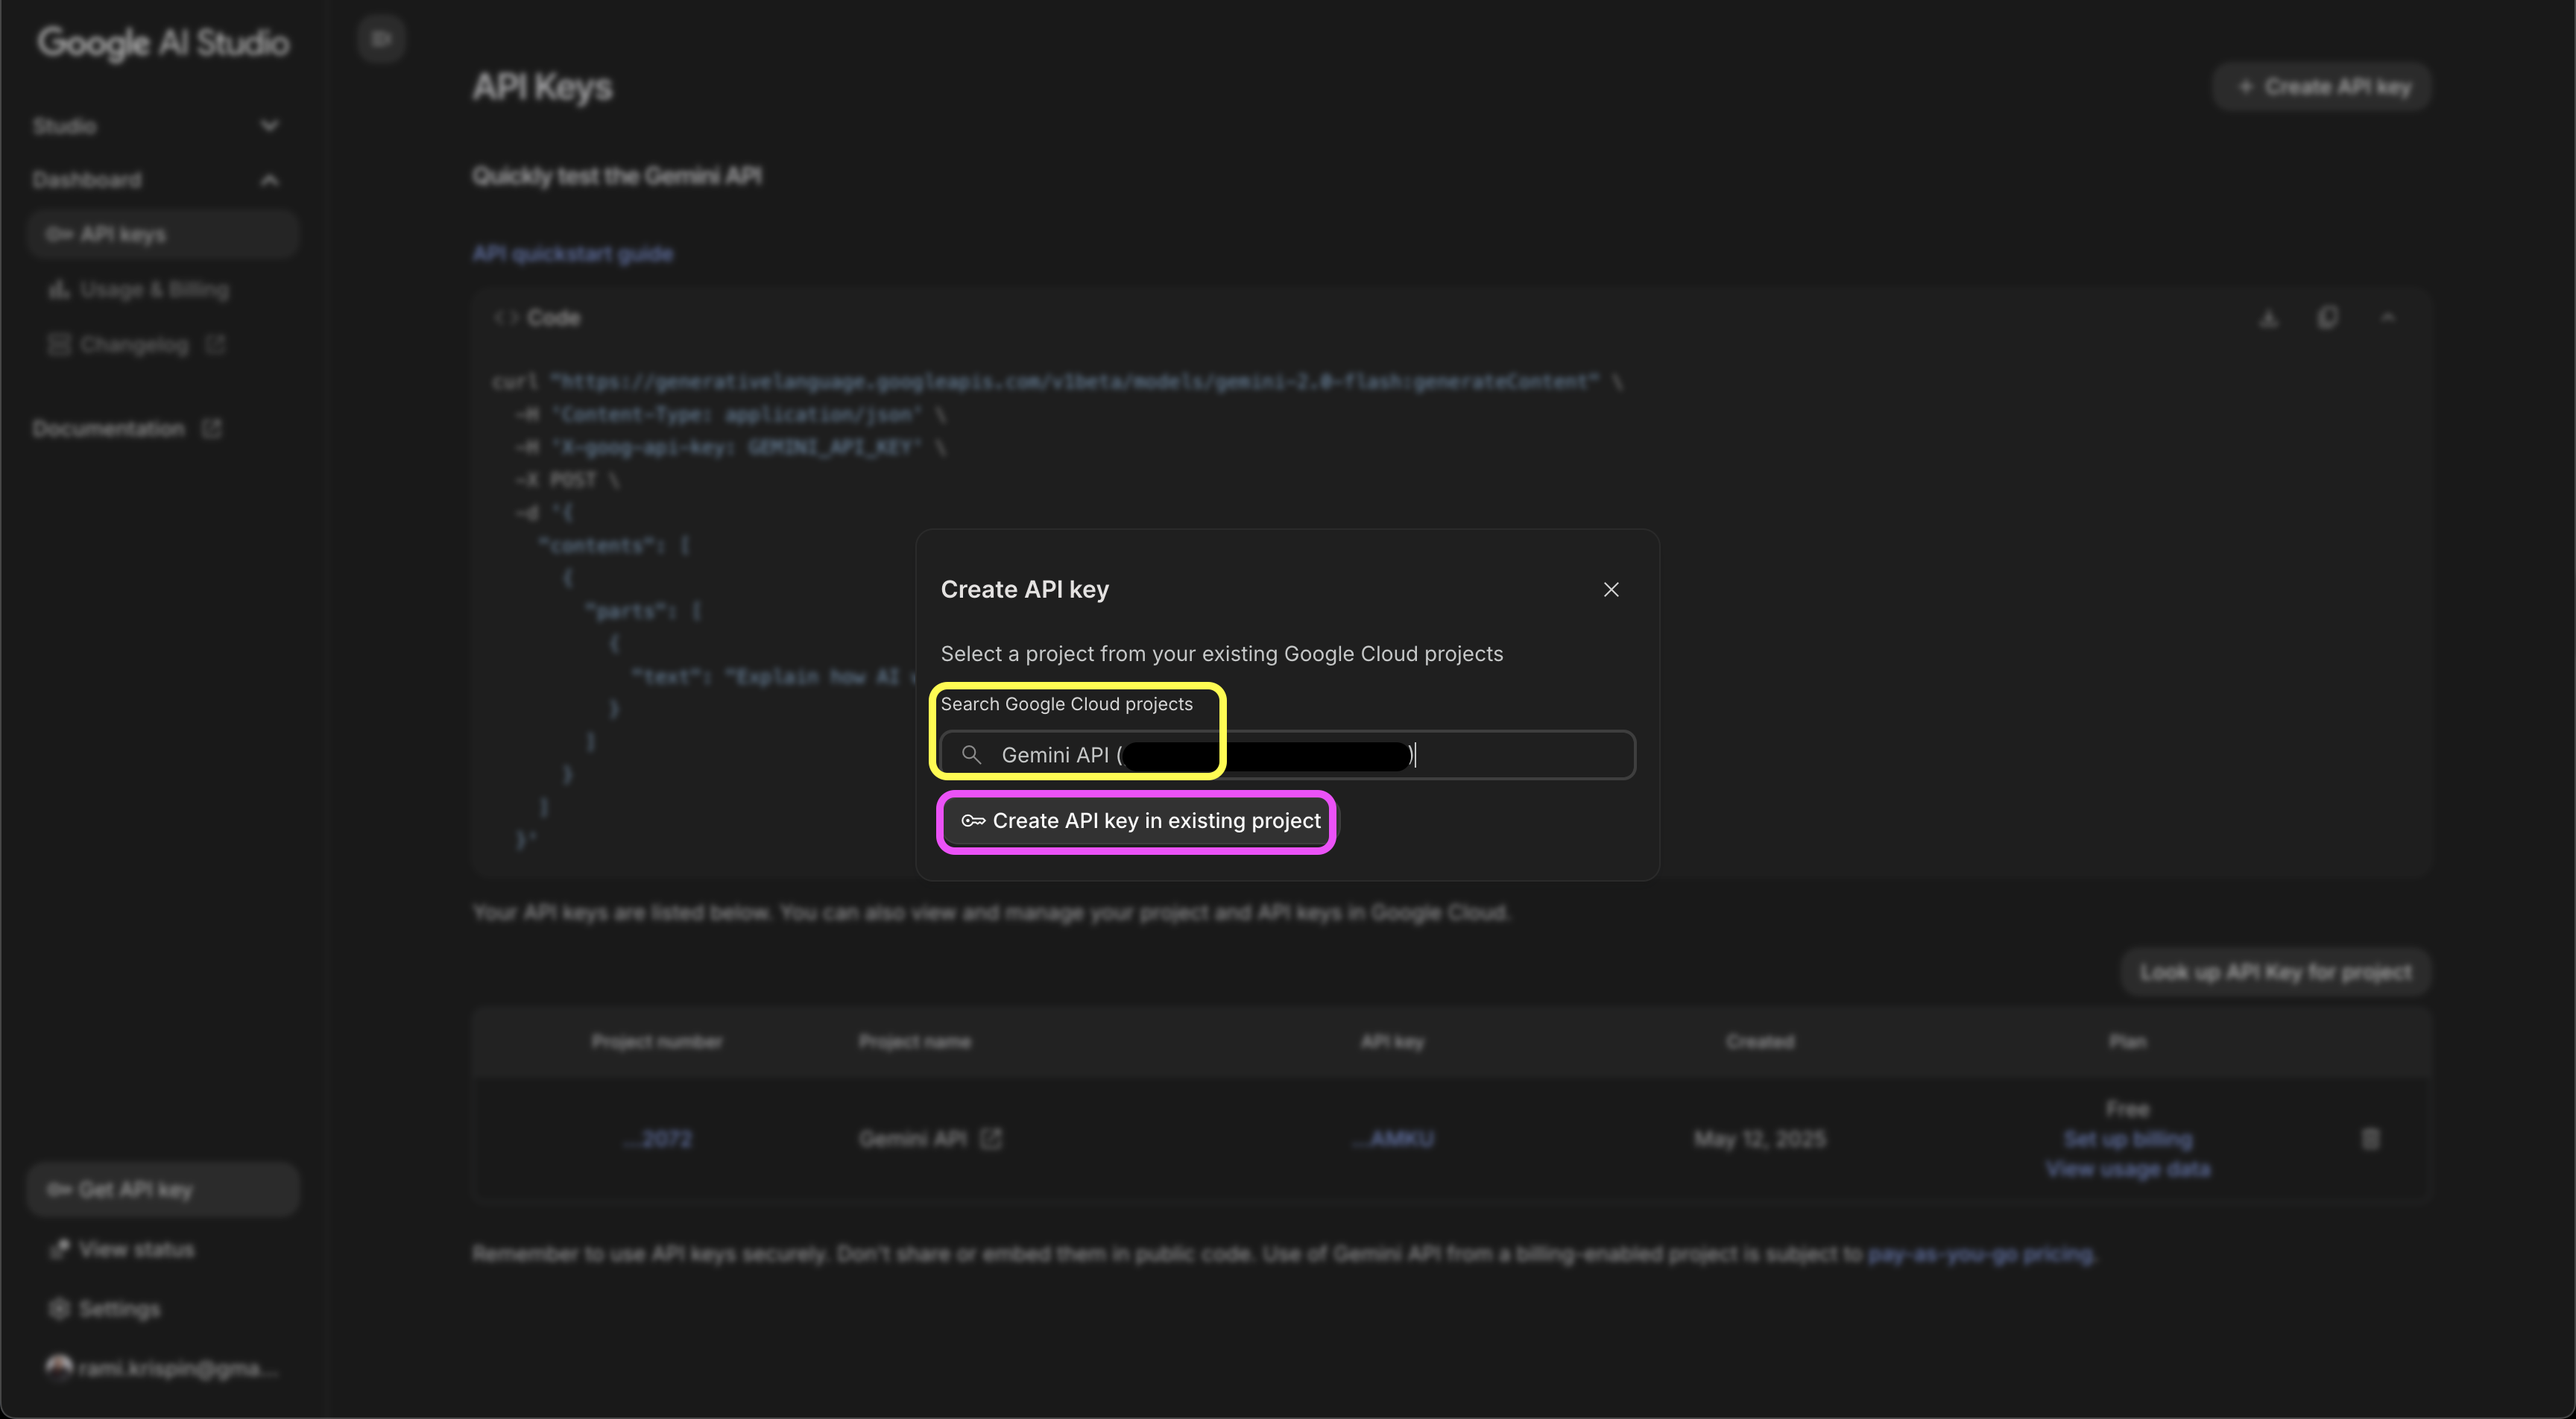 Google AI Studio
Studio
Dashboard
API keys
Usage & Billing
Changelog
Documentation
Get API key
View status
Settings
rami.krispin@gma...
API Keys
+ Create API key
Quickly test the Gemini API
API quickstart guide
<> Code
curl "https://generativelanguage.googleapis.com/v1beta/models/gemini-2.0-flash:generateContent" \
-H 'Content-Type: application/json' \
-H 'X-goog-api-key: GEMINI_API_KEY' \
-X POST \
-d '{
"contents": [
{
"parts": [
{
"text": "Explain how AI
}
]
}
]
}'
Create API key
Select a project from your existing Google Cloud projects
Search Google Cloud projects
Gemini API ( )
Create API key in existing project
Your API keys are listed below. You can also view and manage your project and API keys in Google Cloud.
Look up API Key for project
Project number Project name API key Created Plan
...2072 Gemini API ...AMKU May 12, 2025 Free
Set up billing
View usage data
Remember to use API keys securely. Don't share or embed them in public code. Use of Gemini API from a billing-enabled project is subject to pay-as-you-go pricing.